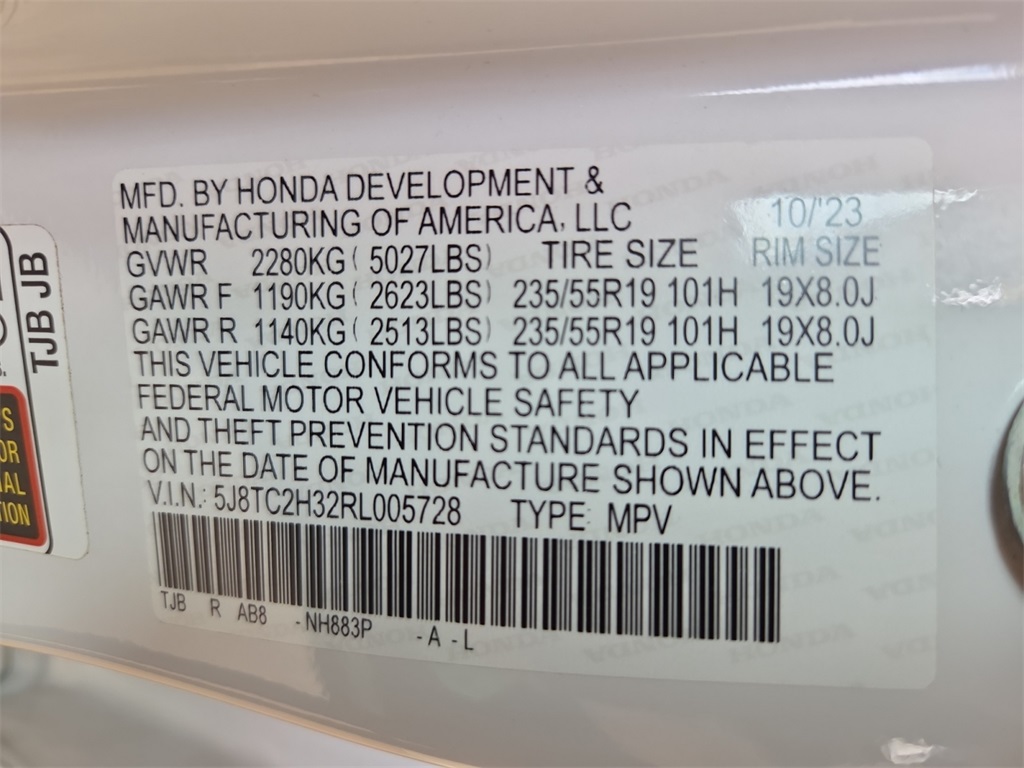 MFD. BY HONDA DEVELOPMENT &
MANUFACTURING OF AMERICA, LLC 10/'23
GVWR 2280KG ( 5027LBS) TIRE SIZE RIM SIZE
GAWR F 1190KG ( 2623LBS) 235/55R19 101H 19X8.0J
GAWR R 1140KG ( 2513LBS) 235/55R19 101H 19X8.0J
THIS VEHICLE CONFORMS TO ALL APPLICABLE
FEDERAL MOTOR VEHICLE SAFETY
AND THEFT PREVENTION STANDARDS IN EFFECT
ON THE DATE OF MANUFACTURE SHOWN ABOVE.
V.I.N.: 5J8TC2H32RL005728 TYPE: MPV
TJB R AB8 -NH883P -A -L
TJB JB